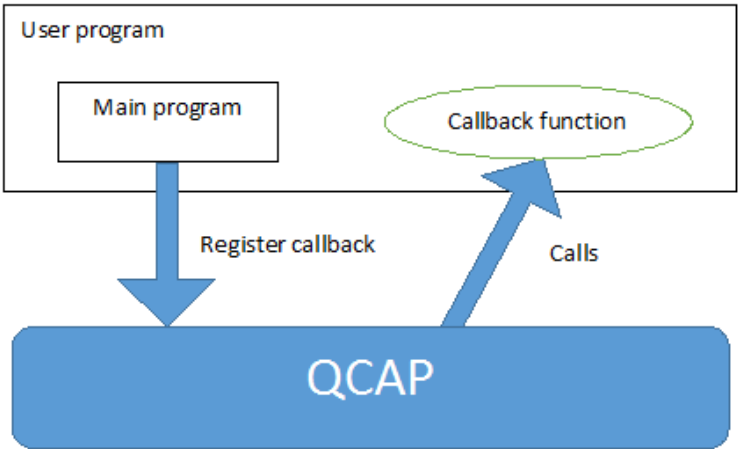 User program
Main program
Callback function
Register callback
Calls
QCAP